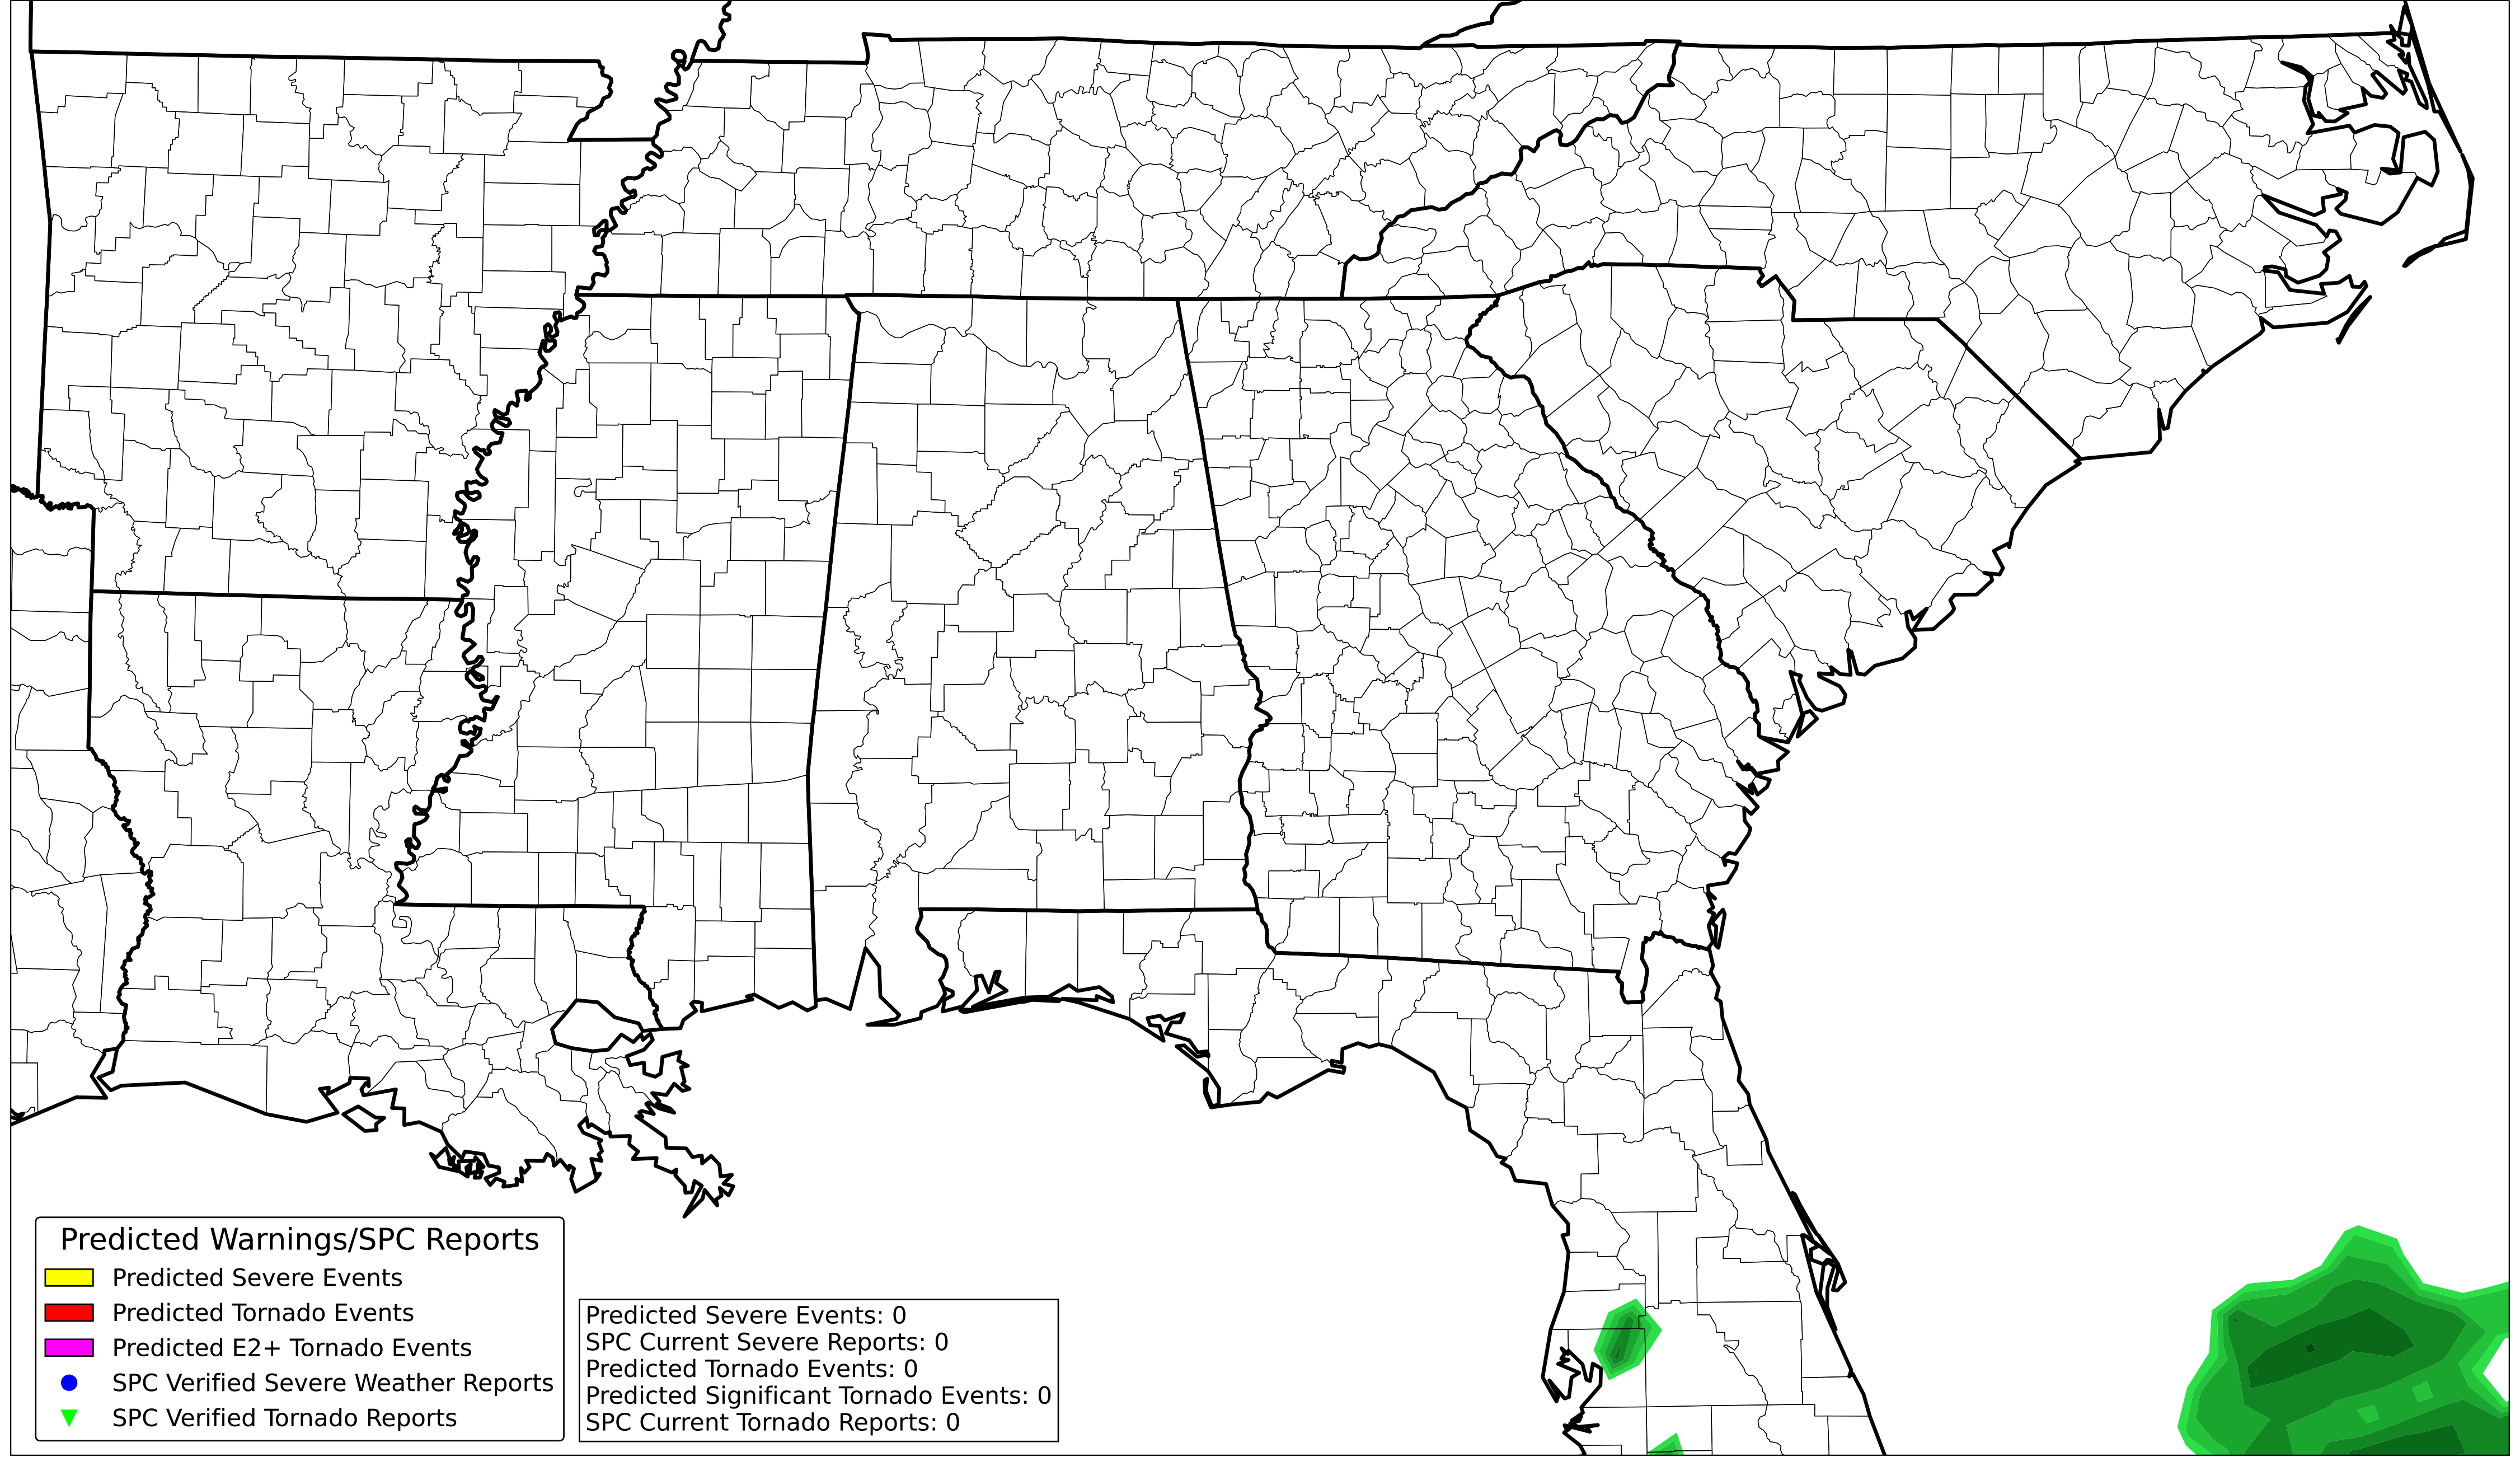 Predicted Warnings/SPC Reports
Predicted Severe Events
Predicted Tornado Events
Predicted E2+ Tornado Events
SPC Verified Severe Weather Reports
SPC Verified Tornado Reports
Predicted Severe Events: 0
SPC Current Severe Reports: 0
Predicted Tornado Events: 0
Predicted Significant Tornado Events: 0
SPC Current Tornado Reports: 0